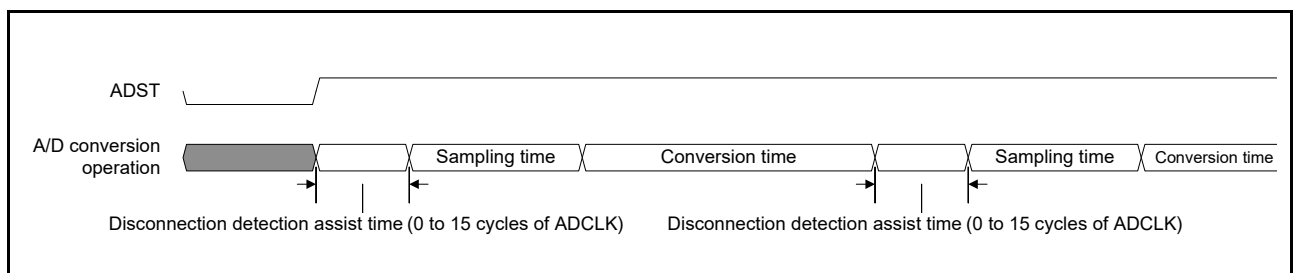 ADST
A/D conversion
operation
Sampling time
Conversion time
Sampling time
Conversion time
Disconnection detection assist time (0 to 15 cycles of ADCLK)
Disconnection detection assist time (0 to 15 cycles of ADCLK)